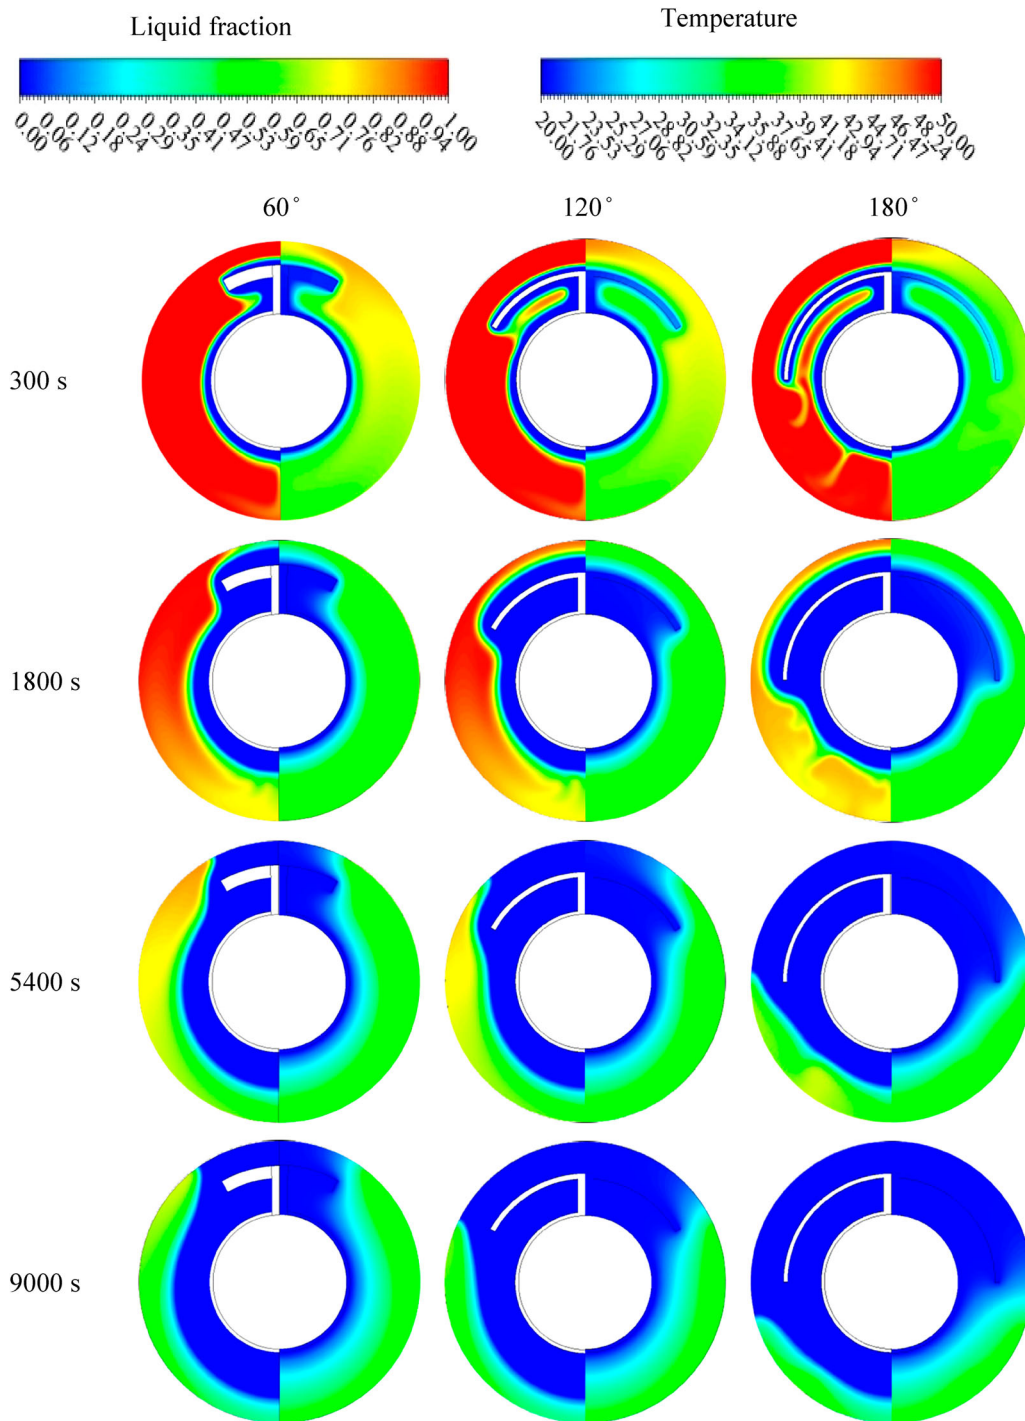 Liquid fraction
Temperature
0.00 0.06 0.12 0.18 0.24 0.29 0.35 0.41 0.47 0.53 0.59 0.65 0.71 0.76 0.82 0.88 0.94 1.00
20.00 21.76 23.53 25.29 27.06 28.82 30.59 32.35 34.12 35.88 37.65 39.41 41.18 42.94 44.71 46.47 48.24 50.00
60° 120° 180°
300 s
1800 s
5400 s
9000 s